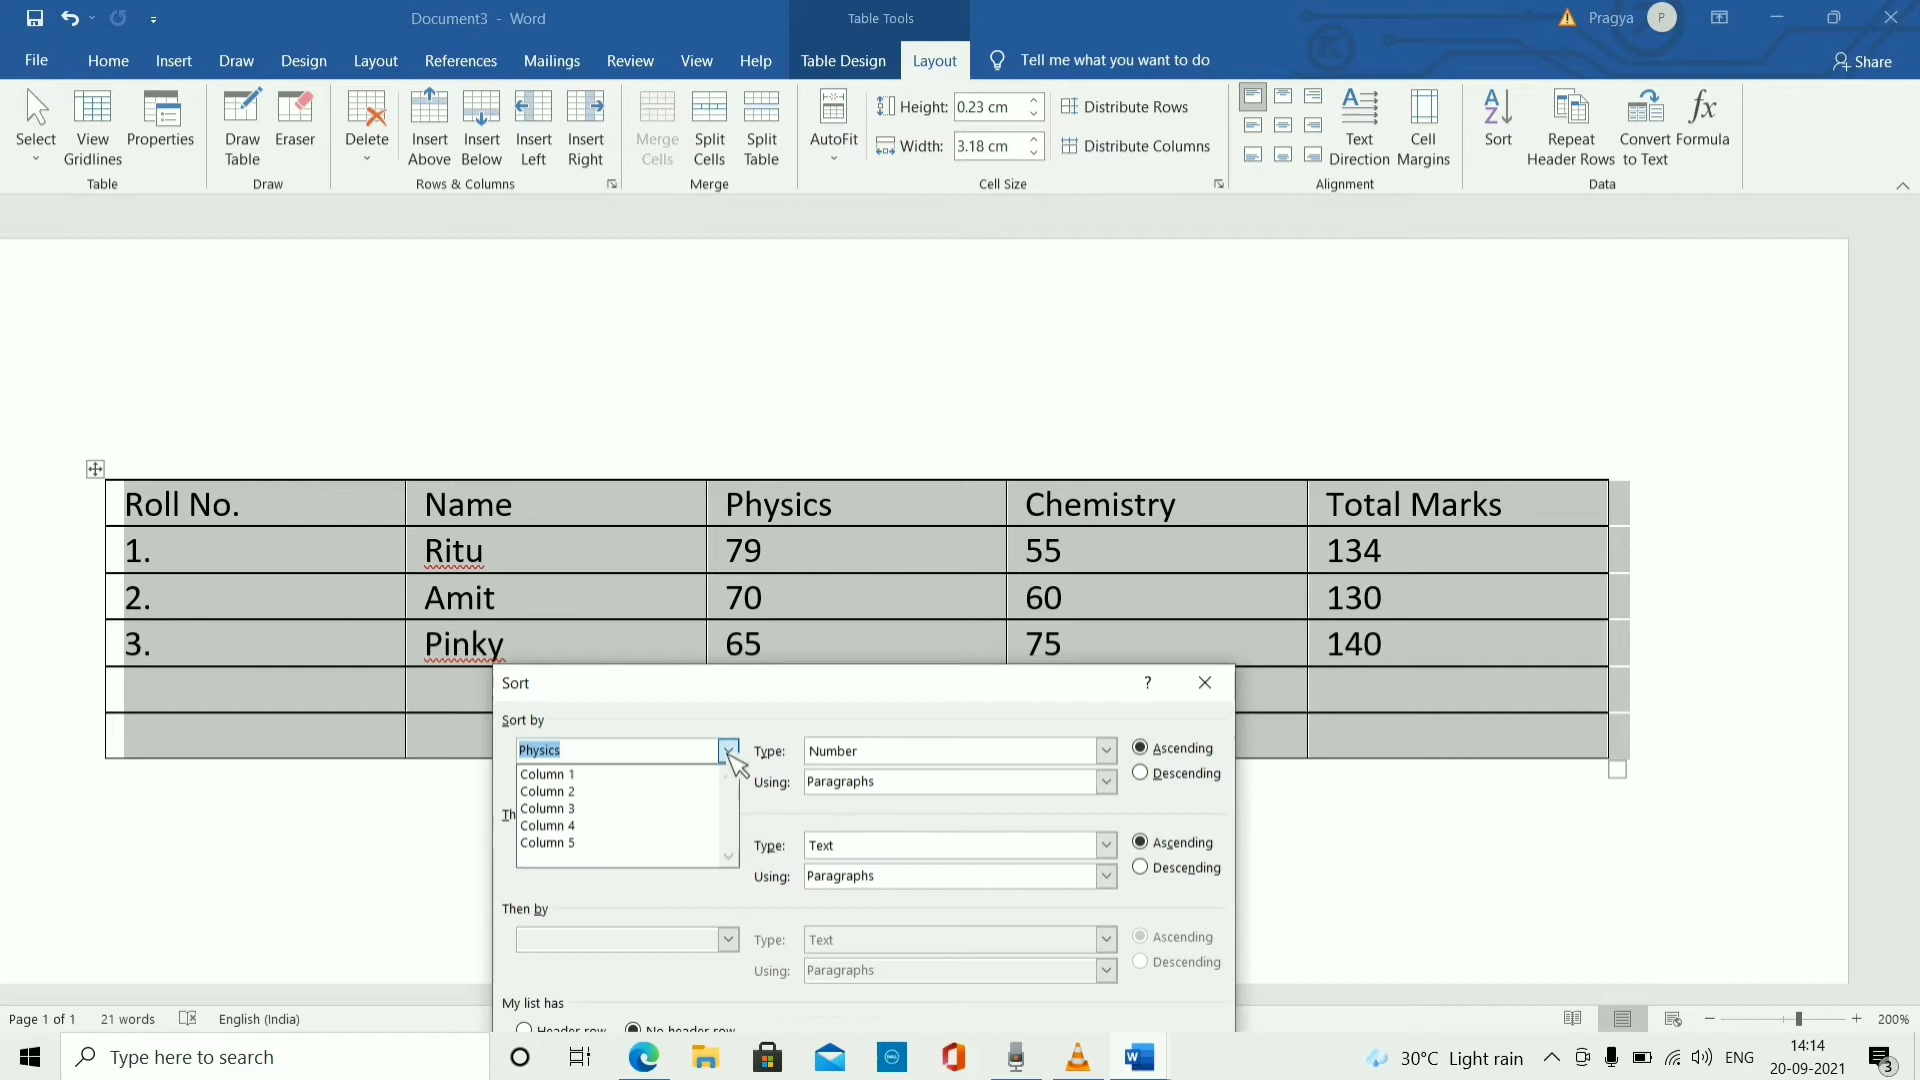 Document3 - Word
Table Tools
Pragya
P
File
Home
Insert
Draw
Design
Layout
References
Mailings
Review
View
Help
Table Design
Layout
Tell me what you want to do
Share
Select
View Gridlines
Properties
Table
Draw Table
Eraser
Draw
Delete
Insert Above
Insert Below
Insert Left
Insert Right
Rows & Columns
Merge Cells
Split Cells
Split Table
Merge
AutoFit
Height: 0.23 cm
Width: 3.18 cm
Distribute Rows
Distribute Columns
Cell Size
Text Direction
Cell Margins
Alignment
Sort
Repeat Header Rows
Convert to Text
Formula
Data
Roll No. Name Physics Chemistry Total Marks
1. Ritu 79 55 134
2. Amit 70 60 130
3. Pinky 65 75 140
Sort
?
Sort by
Physics
Type: Number
Ascending
Using: Paragraphs
Descending
Column 1
Column 2
Column 3
Column 4
Column 5
Th
Type: Text
Ascending
Using: Paragraphs
Descending
Then by
Type: Text
Ascending
Using: Paragraphs
Descending
My list has
Header row
No header row
Page 1 of 1
21 words
English (India)
200%
Type here to search
DELL
W
30°C Light rain
ENG
14:14
20-09-2021
3